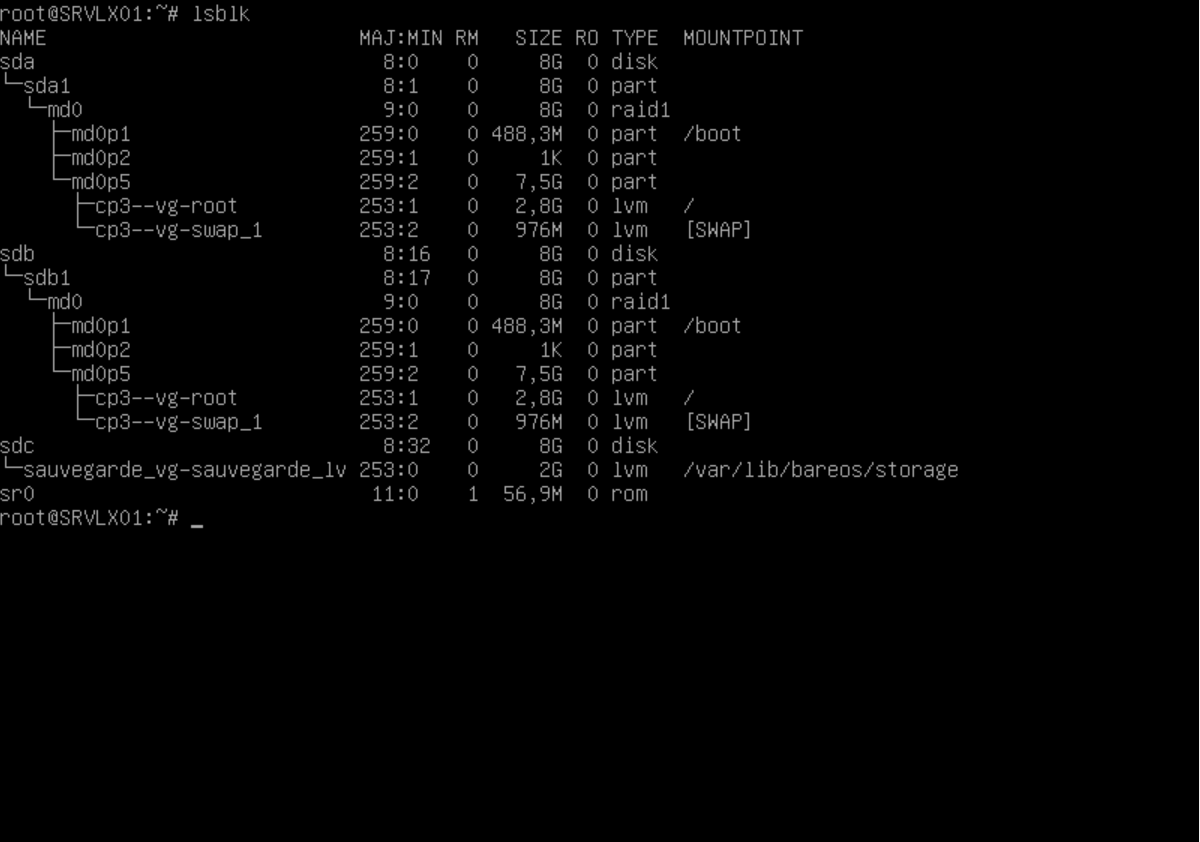 root@SRVLX01:~# lsblk
NAME                          MAJ:MIN RM   SIZE RO TYPE  MOUNTPOINT
sda                             8:0    0     8G  0 disk
└─sda1                          8:1    0     8G  0 part
  └─md0                         9:0    0     8G  0 raid1
    ├─md0p1                   259:0    0 488,3M  0 part  /boot
    ├─md0p2                   259:1    0     1K  0 part
    └─md0p5                   259:2    0   7,5G  0 part
      ├─cp3--vg-root          253:1    0   2,8G  0 lvm   /
      └─cp3--vg-swap_1        253:2    0   976M  0 lvm   [SWAP]
sdb                             8:16   0     8G  0 disk
└─sdb1                          8:17   0     8G  0 part
  └─md0                         9:0    0     8G  0 raid1
    ├─md0p1                   259:0    0 488,3M  0 part  /boot
    ├─md0p2                   259:1    0     1K  0 part
    └─md0p5                   259:2    0   7,5G  0 part
      ├─cp3--vg-root          253:1    0   2,8G  0 lvm   /
      └─cp3--vg-swap_1        253:2    0   976M  0 lvm   [SWAP]
sdc                             8:32   0     8G  0 disk
└─sauvegarde_vg-sauvegarde_lv 253:0    0     2G  0 lvm   /var/lib/bareos/storage
sr0                            11:0    1  56,9M  0 rom
root@SRVLX01:~# _